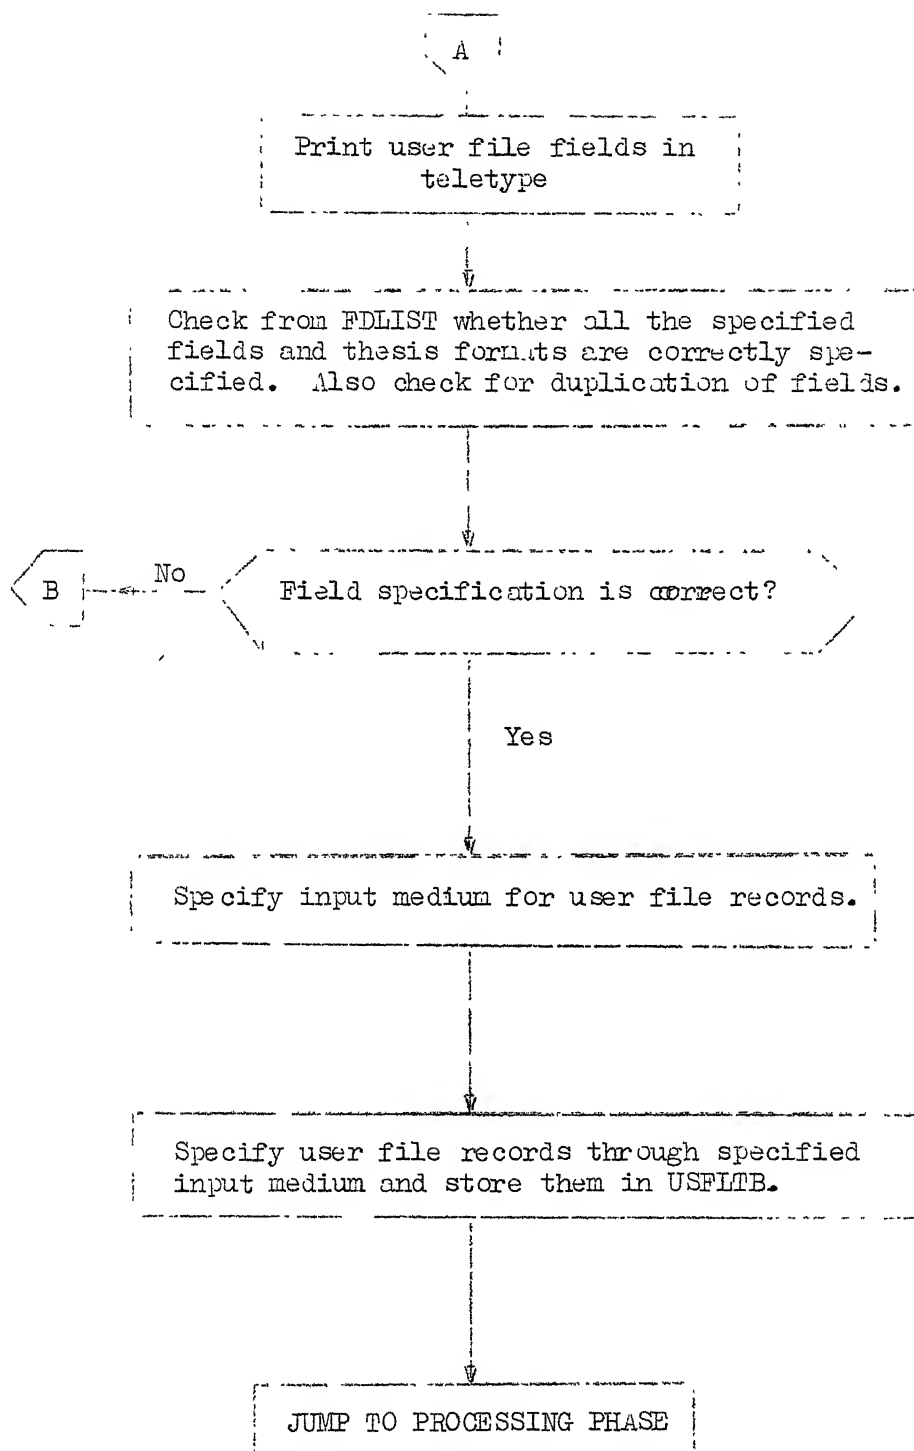 A
Print user file fields in
teletype
Check from FDLIST whether all the specified
fields and thesis formats are correctly spe-
cified. Also check for duplication of fields.
B
No
Field specification is correct?
Yes
Specify input medium for user file records.
Specify user file records through specified
input medium and store them in USFLTB.
JUMP TO PROCESSING PHASE